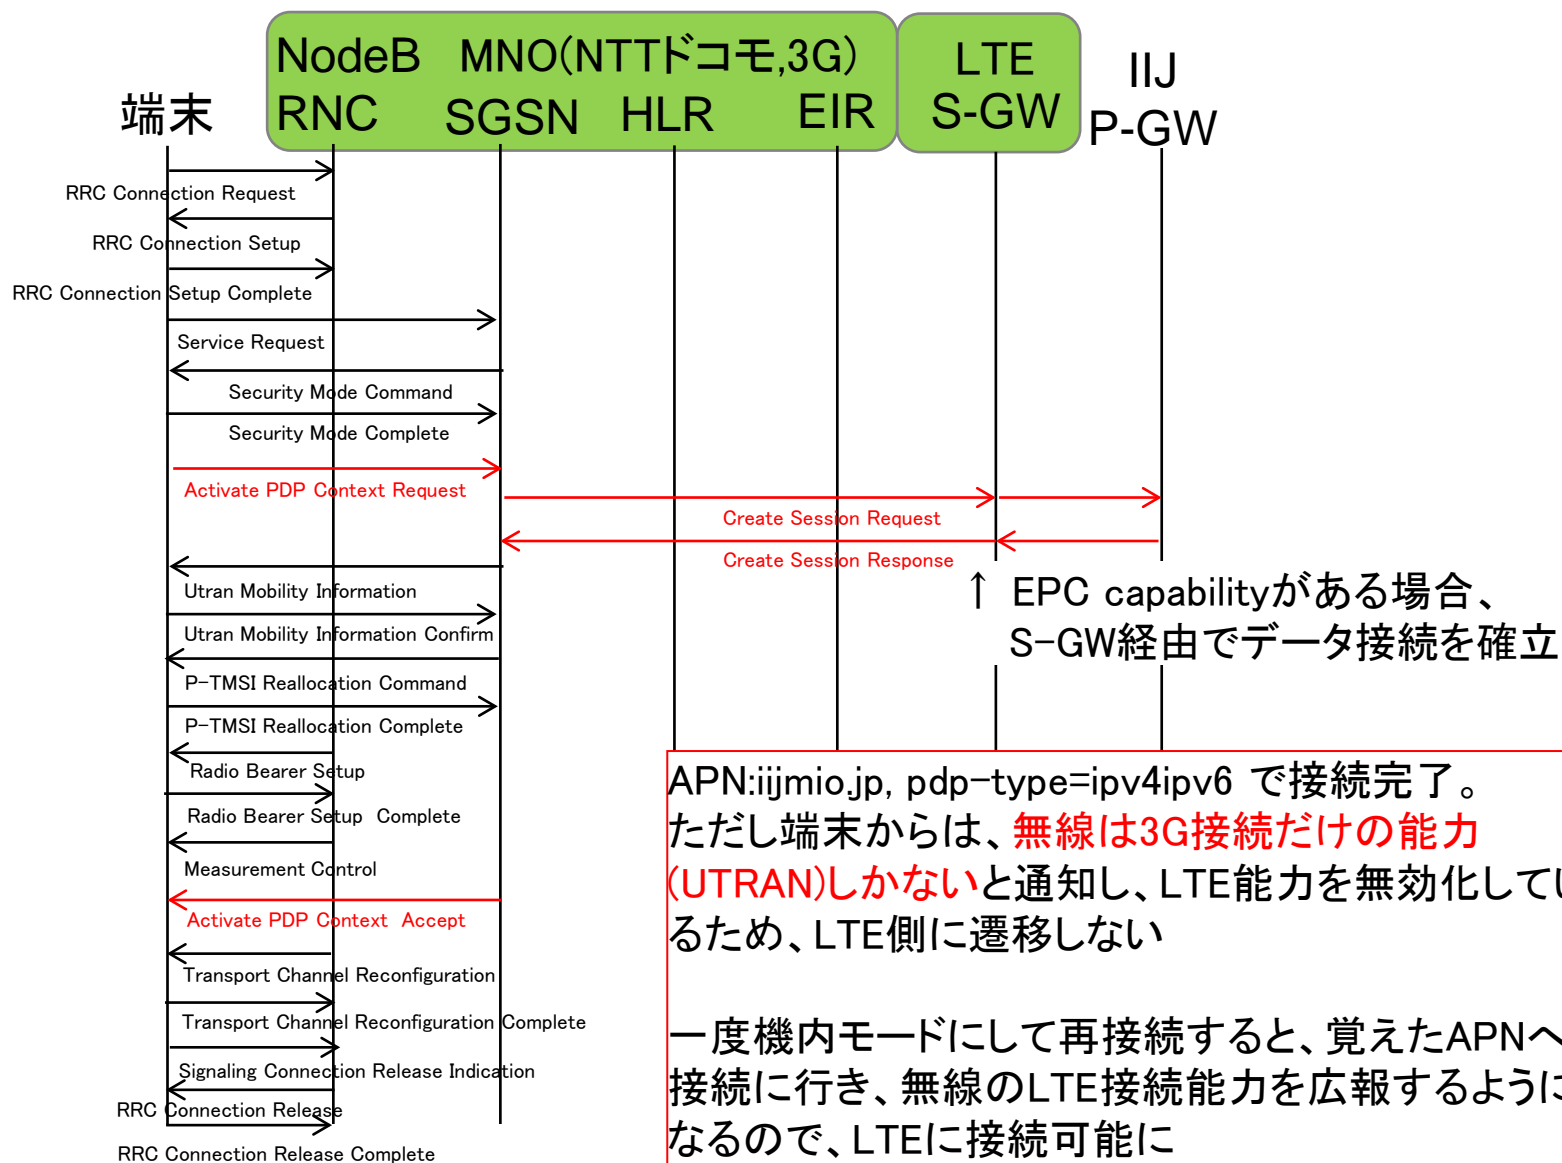 NodeB MNO(NTTドコモ,3G) LTE IIJ
端末 RNC SGSN HLR EIR S-GW P-GW
RRC Connection Request
RRC Connection Setup
RRC Connection Setup Complete
Service Request
Security Mode Command
Security Mode Complete
Activate PDP Context Request
Create Session Request
Create Session Response
Utran Mobility Information
Utran Mobility Information Confirm
P-TMSI Reallocation Command
P-TMSI Reallocation Complete
Radio Bearer Setup
Radio Bearer Setup Complete
Measurement Control
Activate PDP Context Accept
Transport Channel Reconfiguration
Transport Channel Reconfiguration Complete
Signaling Connection Release Indication
RRC Connection Release
RRC Connection Release Complete
↑ EPC capabilityがある場合、
S-GW経由でデータ接続を確立
APN:iijmio.jp, pdp-type=ipv4ipv6 で接続完了。
ただし端末からは、無線は3G接続だけの能力
(UTRAN)しかないと通知し、LTE能力を無効化してい
るため、LTE側に遷移しない
一度機内モードにして再接続すると、覚えたAPNへ
接続に行き、無線のLTE接続能力を広報するように
なるので、LTEに接続可能に